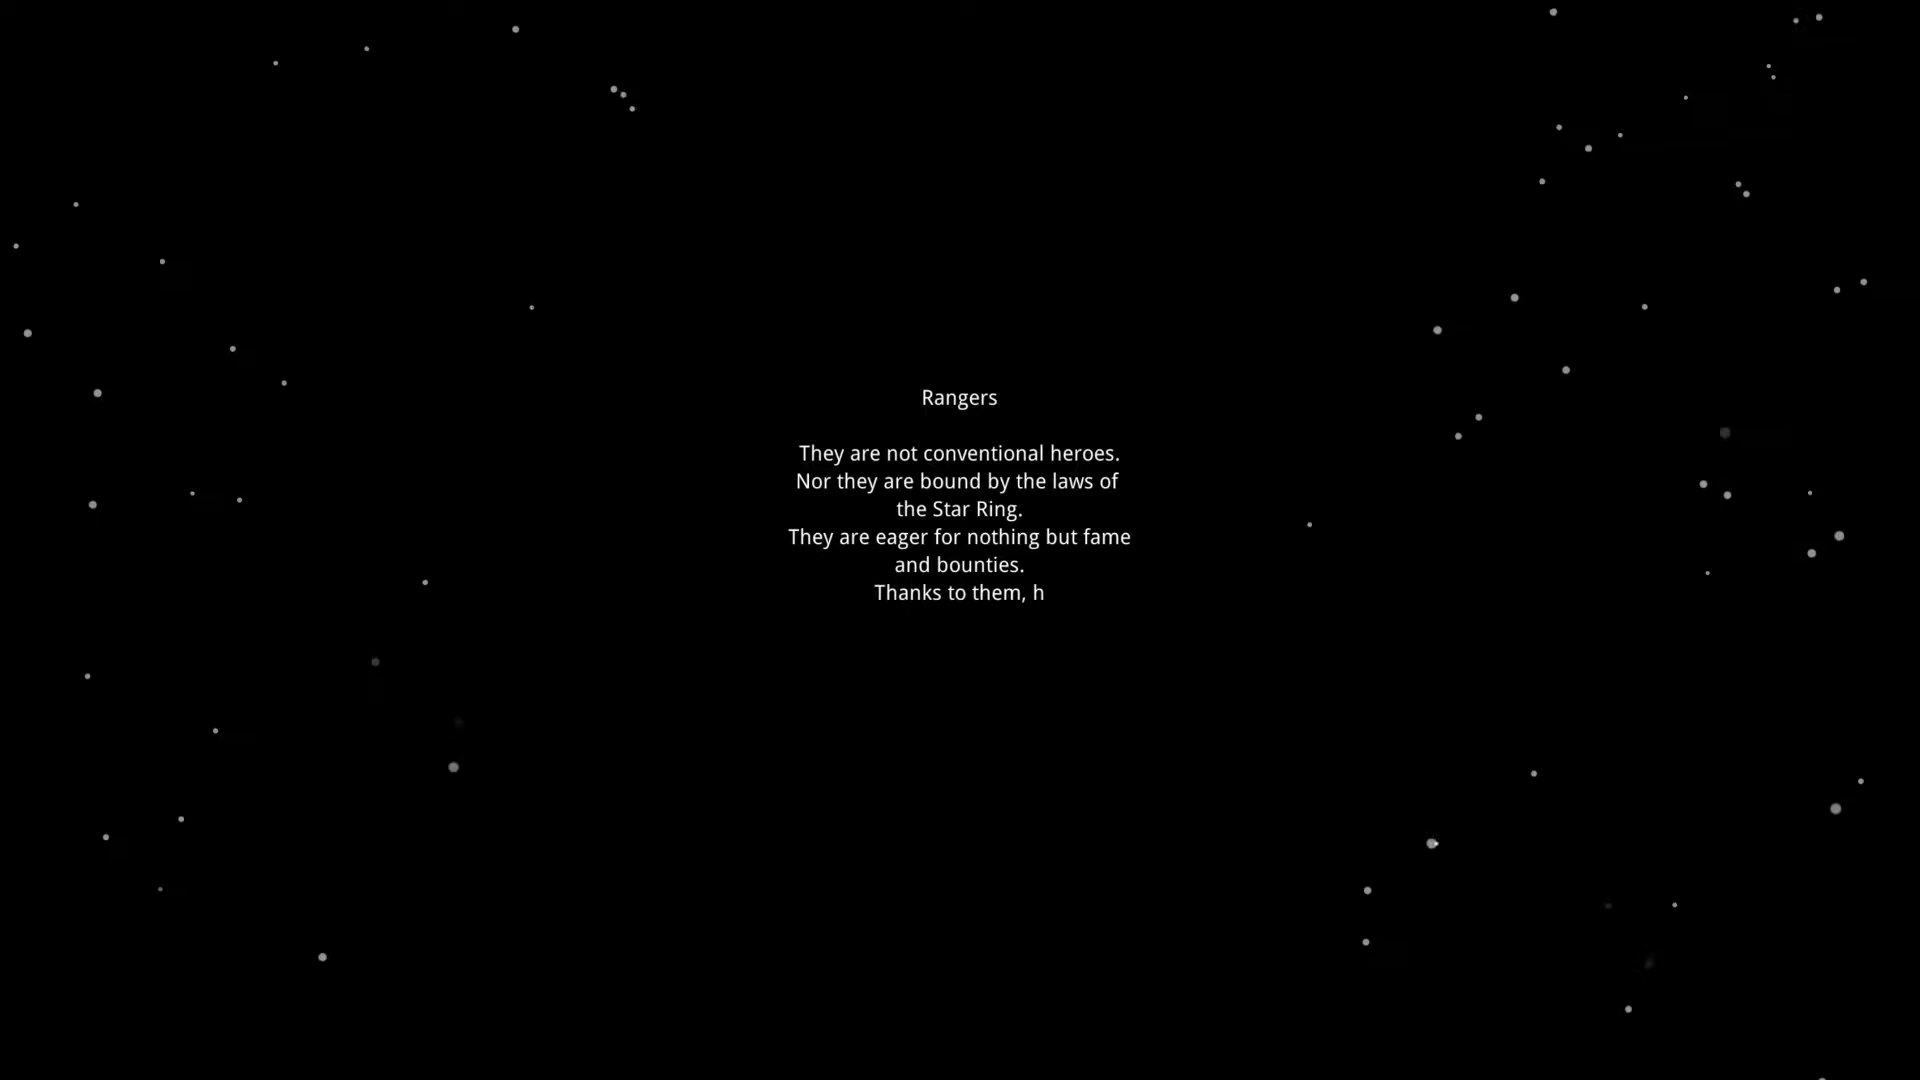 Rangers
They are not conventional heroes.
Nor they are bound by the laws of
the Star Ring.
They are eager for nothing but fame
and bounties.
Thanks to them, h